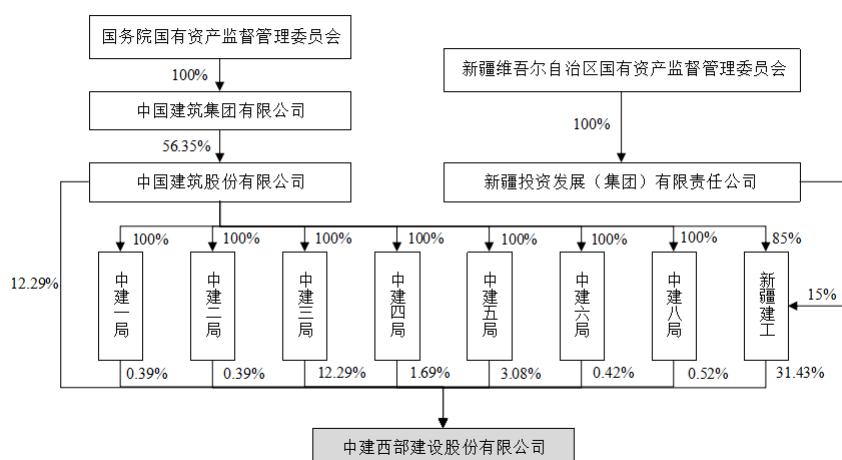 国务院国有资产监督管理委员会
新疆维吾尔自治区国有资产监督管理委员会
100%
中国建筑集团有限公司
100%
56.35%
中国建筑股份有限公司
新疆投资发展（集团）有限责任公司
100%
100%
100%
100%
100%
100%
100%
85%
12.29%
中建一局
中建二局
中建三局
中建四局
中建五局
中建六局
中建八局
新疆建工
15%
0.39%
0.39%
12.29%
1.69%
3.08%
0.42%
0.52%
31.43%
中建西部建设股份有限公司